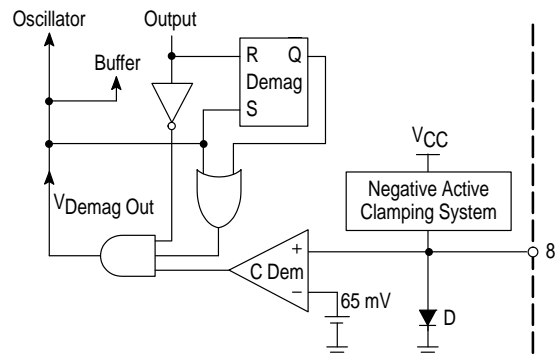 Oscillator
Output
Buffer
R Q
Demag
S
VCC
Negative Active
Clamping System
VDemag Out
8
C Dem
+
–
65 mV
D